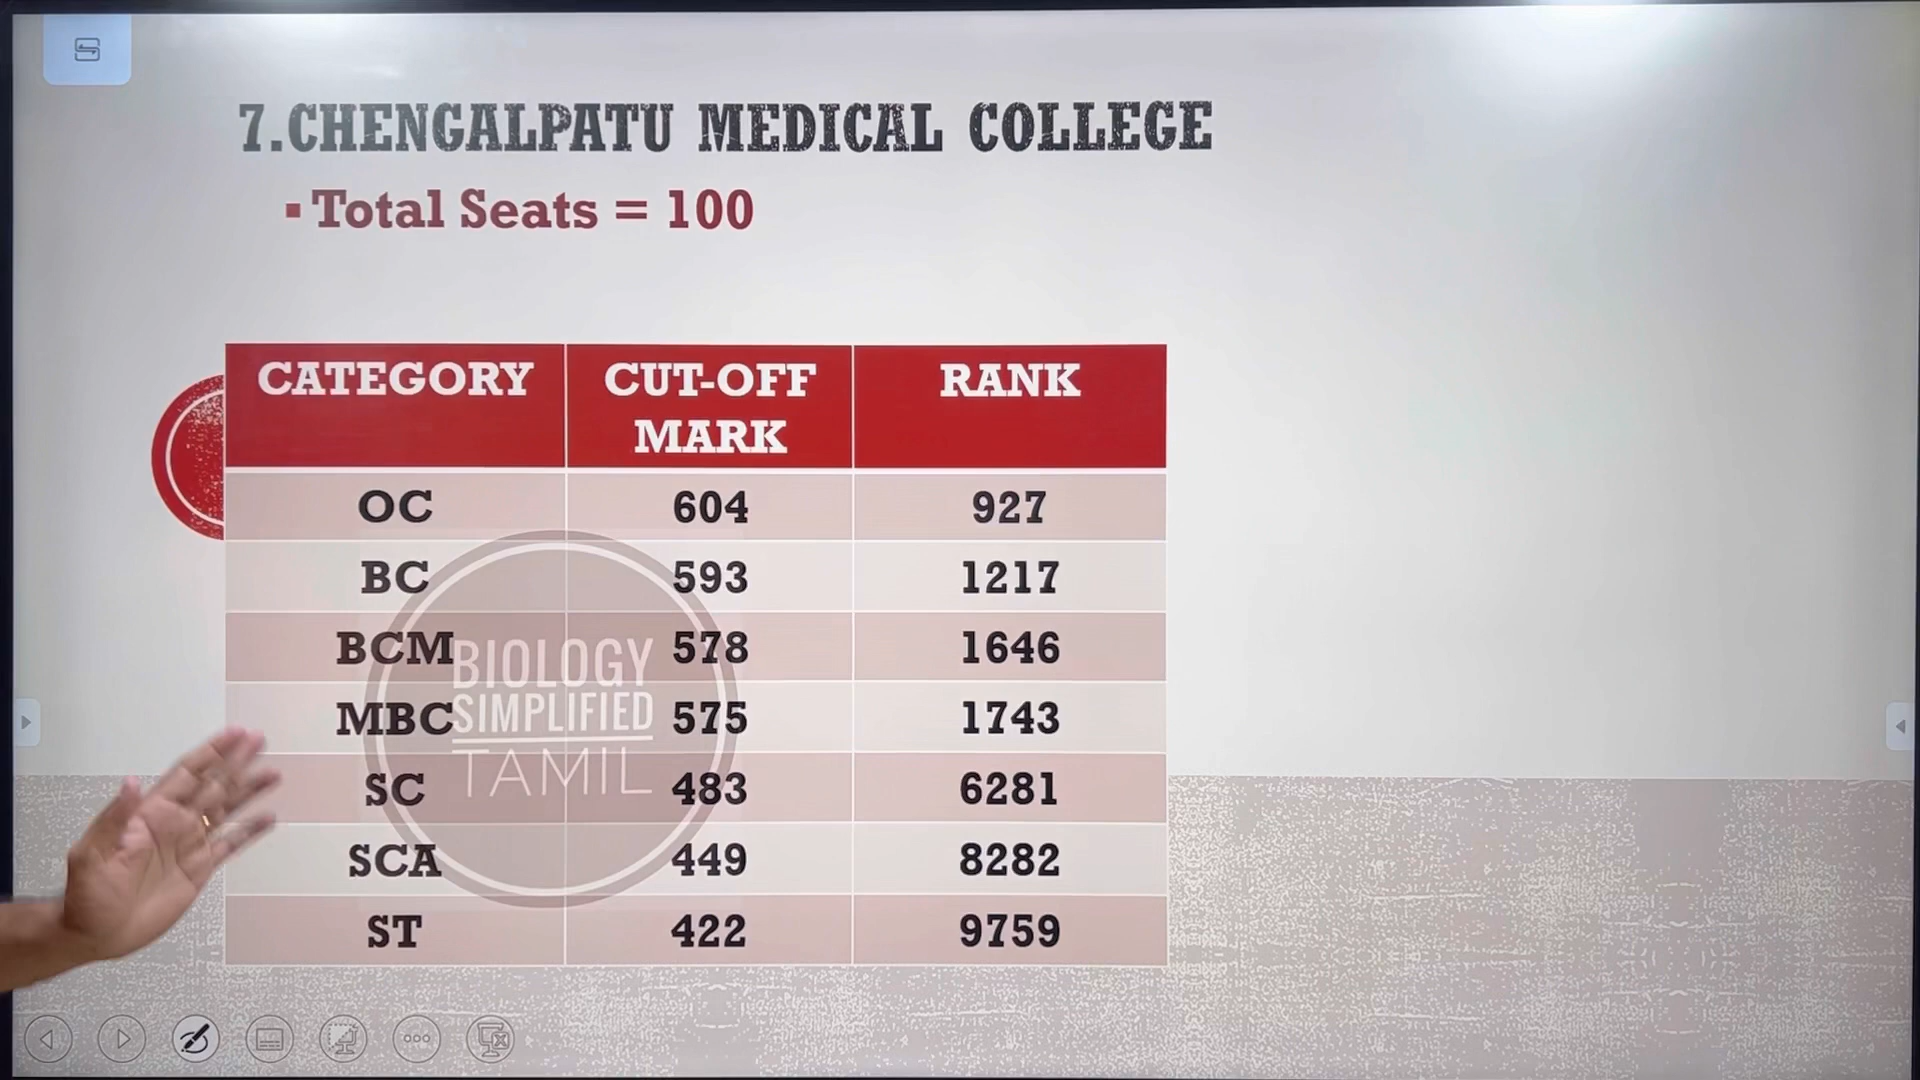 7.CHENGALPATU MEDICAL COLLEGE
Total Seats = 100
CATEGORY CUT-OFF MARK RANK
OC 604 927
BC 593 1217
BCM 578 1646
MBC 575 1743
SC 483 6281
SCA 449 8282
ST 422 9759
BIOLOGY
SIMPLIFIED
TAMIL